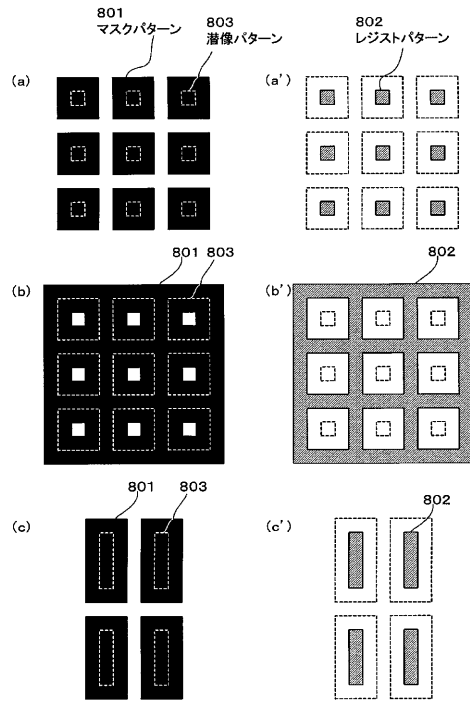 801
マスクパターン
803
潜像パターン
802
レジストパターン
(a)
(a')
801
803
802
(b)
(b')
801
803
802
(c)
(c')